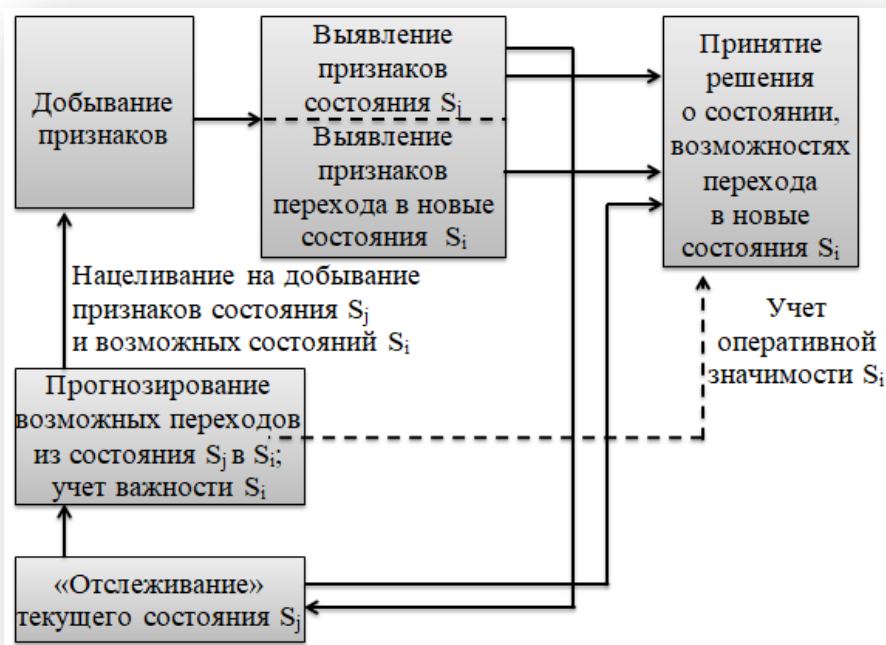 Добывание
признаков
Выявление
признаков
состояния Sj
Выявление
признаков
перехода в новые
состояния Si
Принятие
решения
о состоянии,
возможностях
перехода
в новые
состояния Si
Нацеливание на добывание
признаков состояния Sj
и возможных состояний Si
Учет
оперативной
значимости Si
Прогнозирование
возможных переходов
из состояния Sj в Si;
учет важности Si
«Отслеживание»
текущего состояния Sj